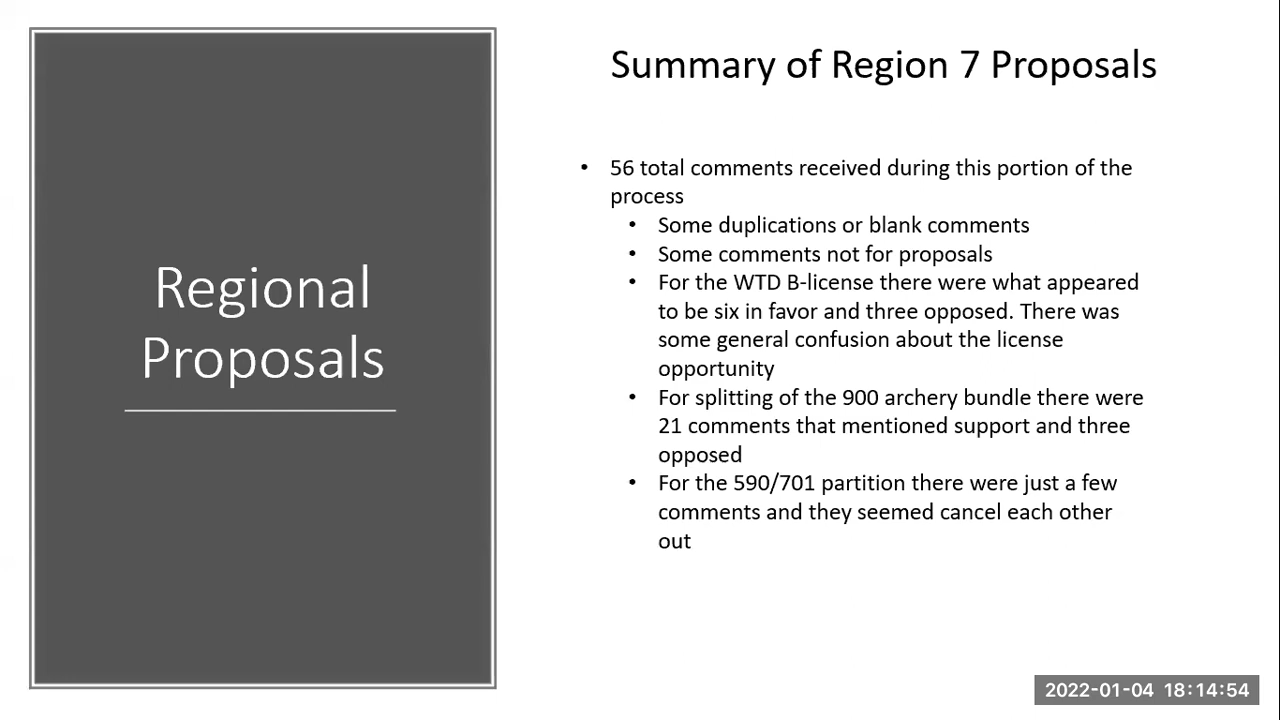 Regional
Proposals
Summary of Region 7 Proposals
• 56 total comments received during this portion of the
process
• Some duplications or blank comments
• Some comments not for proposals
• For the WTD B-license there were what appeared
to be six in favor and three opposed. There was
some general confusion about the license
opportunity
• For splitting of the 900 archery bundle there were
21 comments that mentioned support and three
opposed
• For the 590/701 partition there were just a few
comments and they seemed cancel each other
out
2022-01-04 18:14:54